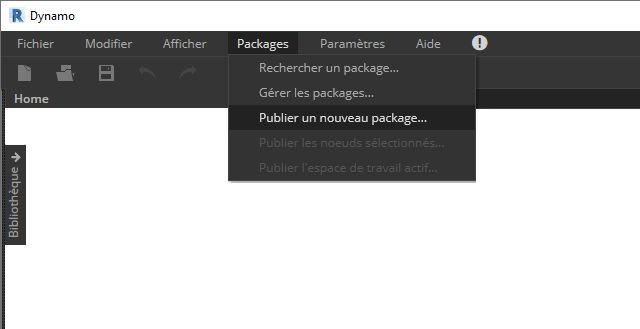 Dynamo
Fichier Modifier Afficher Packages Paramètres Aide
Rechercher un package...
Gérer les packages...
Publier un nouveau package...
Publier les noeuds sélectionnés...
Publier l'espace de travail actif...
Home
Bibliothèque